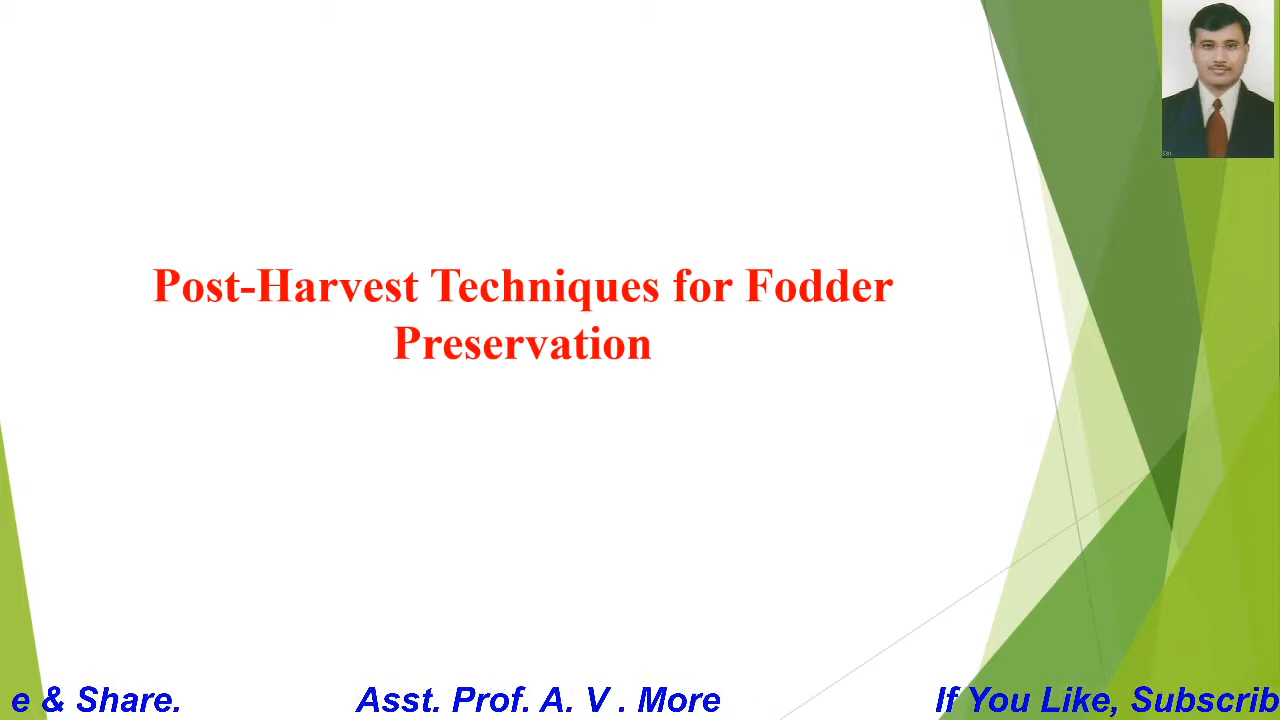 Post-Harvest Techniques for Fodder
Preservation
e & Share. Asst. Prof. A. V . More If You Like, Subscrib